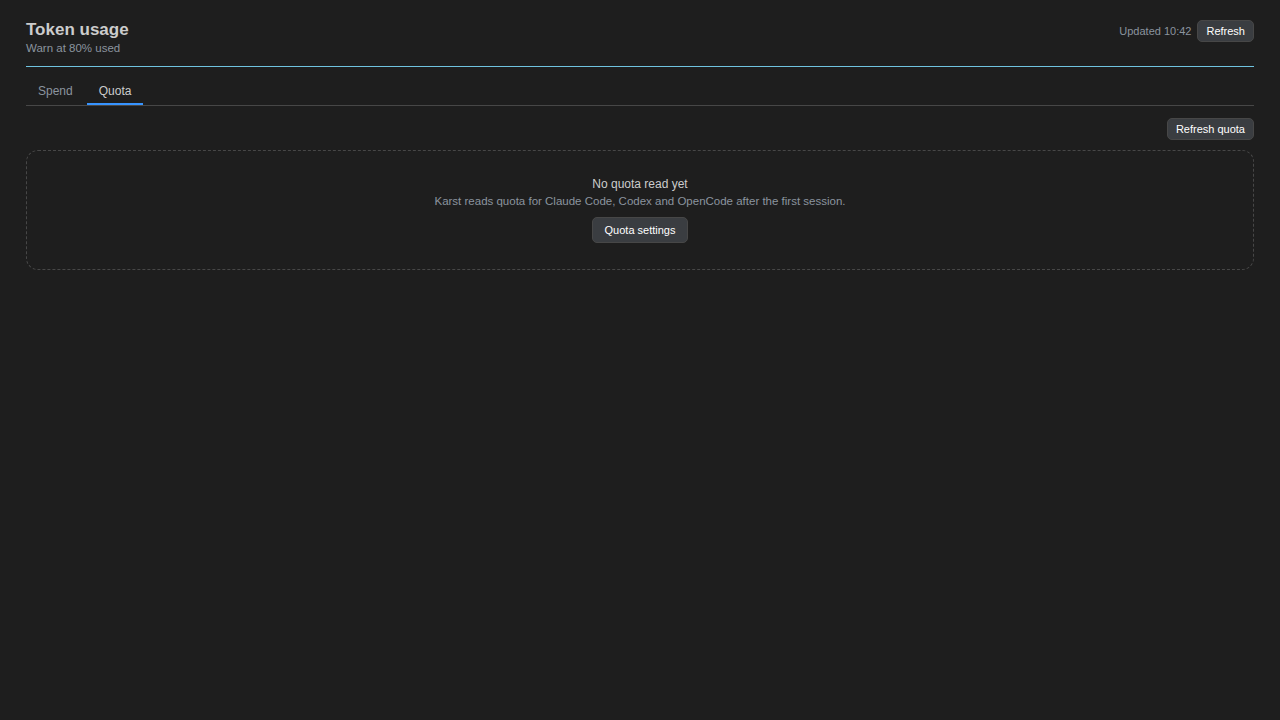 Token usage
Warn at 80% used
Updated 10:42
Refresh
Spend
Quota
Refresh quota
No quota read yet
Karst reads quota for Claude Code, Codex and OpenCode after the first session.
Quota settings